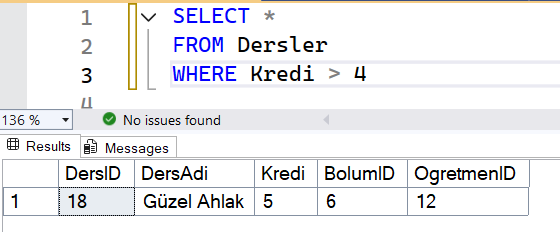 1 SELECT *
2 FROM Dersler
3 WHERE Kredi > 4
4
136 % No issues found
Results Messages
DersID DersAdi Kredi BolumID OgretmenID
1 18 Güzel Ahlak 5 6 12